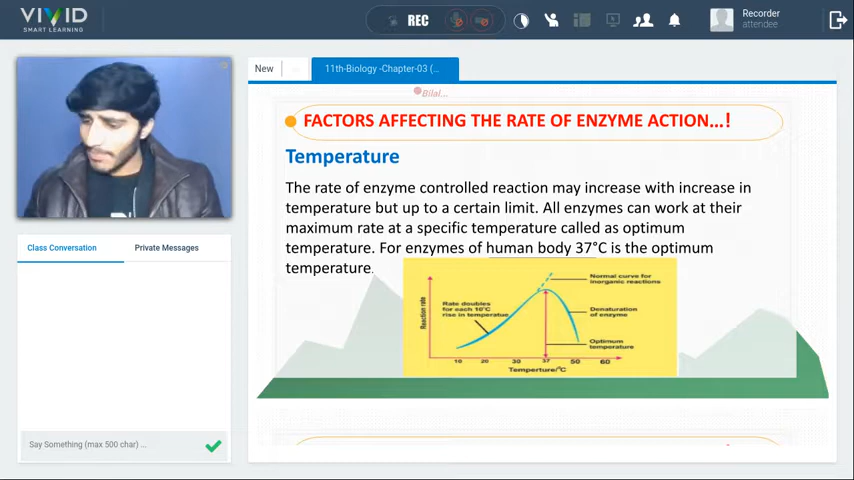 VIVID
SMART LEARNING
REC
Recorder
attendee
New
11th-Biology -Chapter-03 (...
Bilal...
FACTORS AFFECTING THE RATE OF ENZYME ACTION...!
Temperature
The rate of enzyme controlled reaction may increase with increase in
temperature but up to a certain limit. All enzymes can work at their
maximum rate at a specific temperature called as optimum
temperature. For enzymes of human body 37°C is the optimum
temperature.
Normal curve for
inorganic reactions
Rate doubles
for each 10°C
rise in temperatue
Denaturation
of enzyme
Optimum
temperature
Reaction rate
10 20 30 37 50 60
Temperture/°C
Class Conversation
Private Messages
Say Something (max 500 char) ...